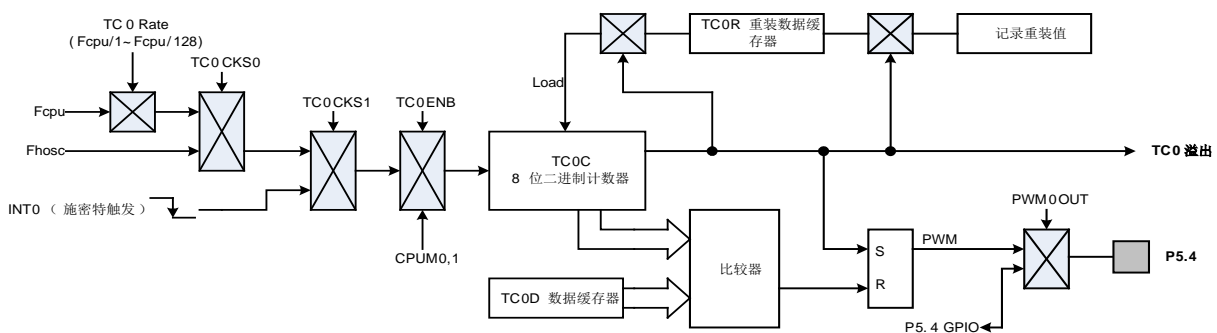 TC0 Rate
(Fcpu/1~Fcpu/128)
TC0CKS0
Fcpu
Fhosc
INT0 （ 施密特触发 ）
TC0CKS1
TC0ENB
CPUM0,1
Load
TC0R 重装数据缓
存器
记录重装值
TC0C
8 位二进制计数器
TC0 溢出
TC0D 数据缓存器
比较器
S
R
PWM
PWM0OUT
P5.4
P5.4 GPIO